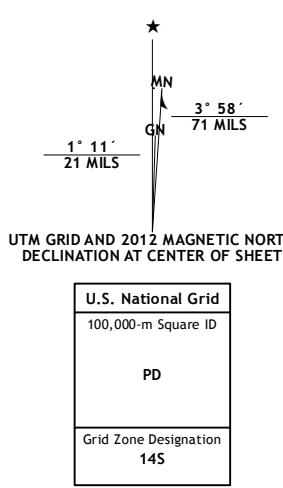 ★
MN
3° 58´
71 MILS
GN
1° 11´
21 MILS
UTM GRID AND 2012 MAGNETIC NORT
DECLINATION AT CENTER OF SHEET
U.S. National Grid
100,000-m Square ID
PD
Grid Zone Designation
14S